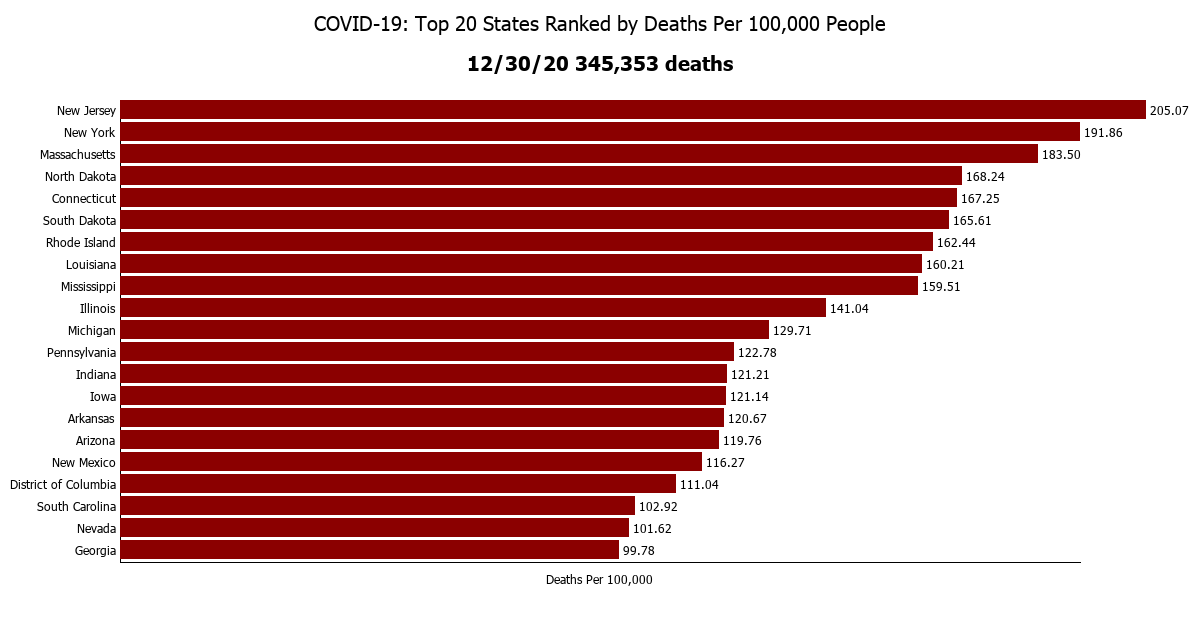 COVID-19: Top 20 States Ranked by Deaths Per 100,000 People
12/30/20 345,353 deaths
New Jersey 205.07
New York 191.86
Massachusetts 183.50
North Dakota 168.24
Connecticut 167.25
South Dakota 165.61
Rhode Island 162.44
Louisiana 160.21
Mississippi 159.51
Illinois 141.04
Michigan 129.71
Pennsylvania 122.78
Indiana 121.21
Iowa 121.14
Arkansas 120.67
Arizona 119.76
New Mexico 116.27
District of Columbia 111.04
South Carolina 102.92
Nevada 101.62
Georgia 99.78
Deaths Per 100,000